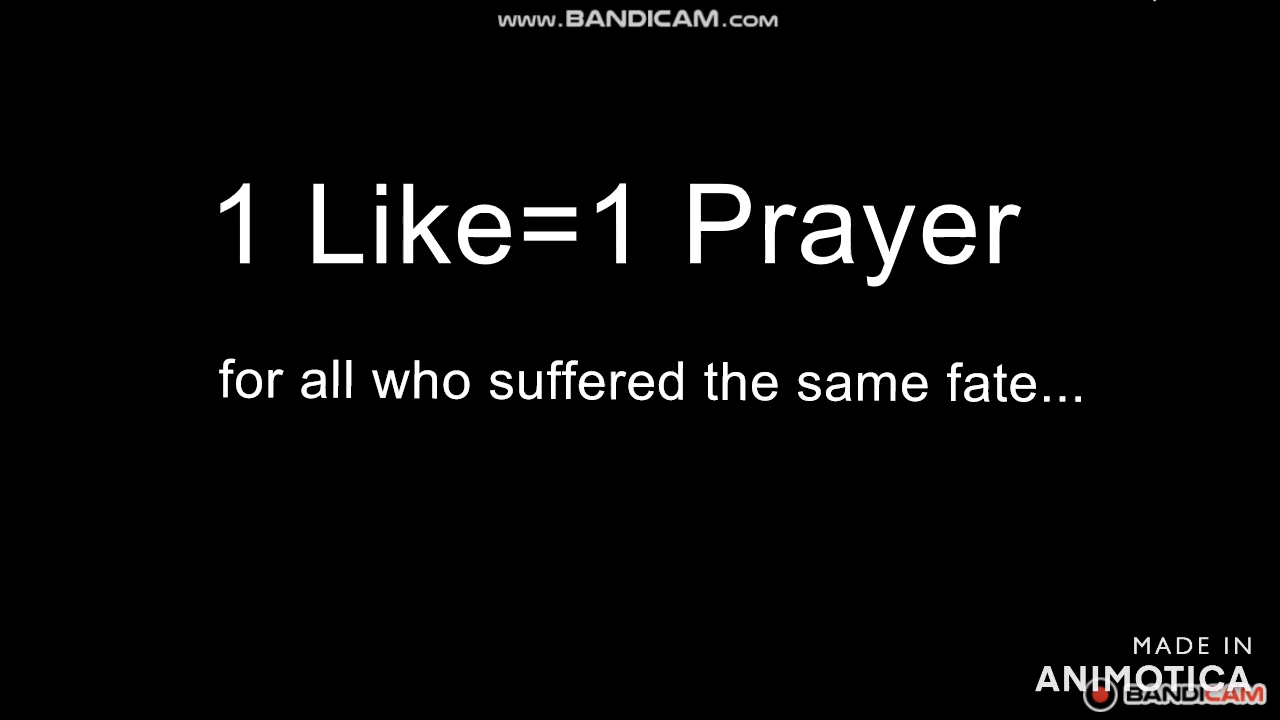 www.BANDICAM.COM
1 Like=1 Prayer
for all who suffered the same fate...
MADE IN
ANIMOTICA
BANDICAM